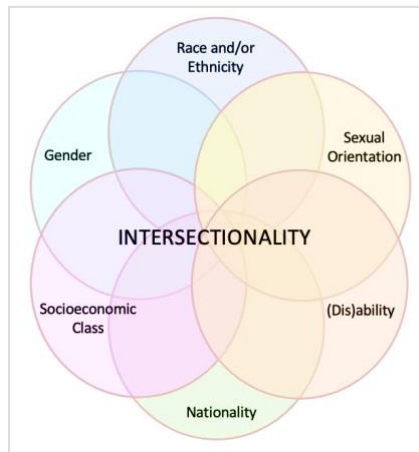 Race and/or
Ethnicity
Gender
Sexual
Orientation
INTERSECTIONALITY
Socioeconomic
Class
(Dis)ability
Nationality